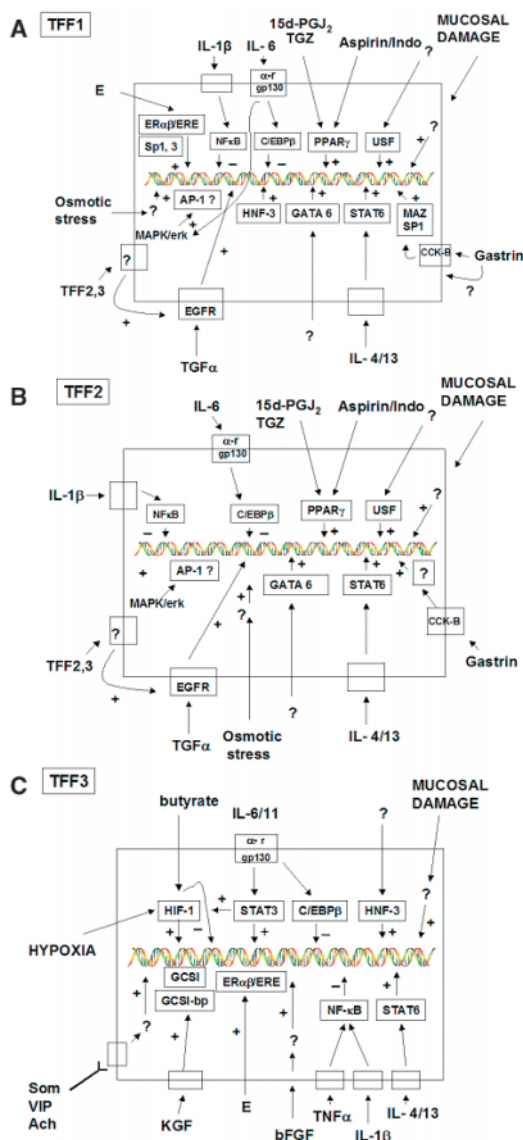 A
TFF1
15d-PGJ2
TGZ
MUCOSAL
DAMAGE
IL-1β
IL- 6
Aspirin/Indo
?
α-r
gp130
E
ERαβ/ERE
Sp1, 3
NFκB
C/EBPβ
PPARγ
USF
?
+
–
–
+
+
+
Osmotic
stress
+
?
AP-1 ?
+
MAPK/erk
+
+
HNF-3
+
GATA 6
+
STAT6
+
MAZ
SP1
CCK-B
Gastrin
?
?
TFF2,3
+
EGFR
TGFα
?
IL- 4/13
B
TFF2
MUCOSAL
DAMAGE
IL-6
15d-PGJ2
TGZ
Aspirin/Indo
?
α-r
gp130
IL-1β
NFκB
C/EBPβ
PPARγ
USF
?
–
–
+
+
+
+
AP-1 ?
+
GATA 6
+
STAT6
+
?
MAPK/erk
+
?
+
CCK-B
Gastrin
?
TFF2,3
+
EGFR
TGFα
Osmotic
stress
?
IL- 4/13
C
TFF3
butyrate
IL-6/11
MUCOSAL
DAMAGE
α- r
gp130
?
?
HIF-1
+
STAT3
C/EBPβ
HNF-3
HYPOXIA
+
–
+
–
+
+
GCSI
GCSI-bp
ERαβ/ERE
+
–
+
+
?
NF-κB
STAT6
+
+
?
+
Som
VIP
Ach
KGF
E
bFGF
TNFα
IL-1β
IL- 4/13